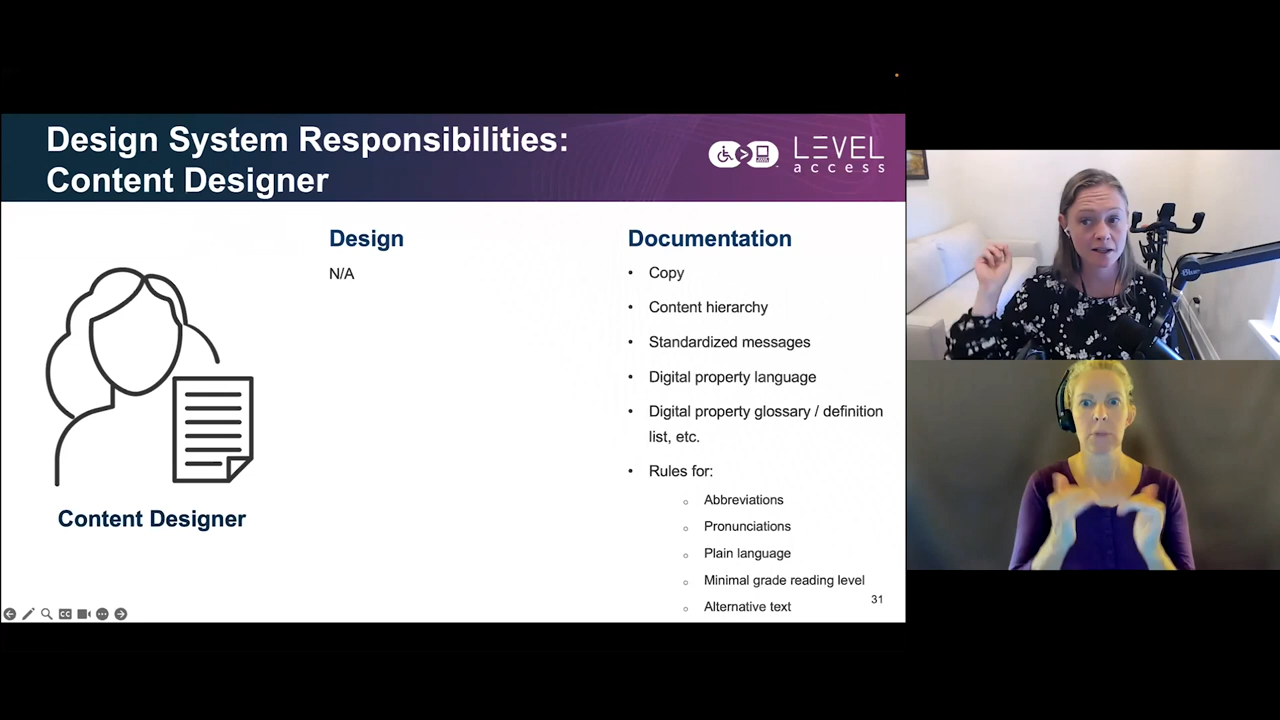 Design System Responsibilities:
Content Designer
LEVEL
access
Design
N/A
Content Designer
Documentation
• Copy
• Content hierarchy
• Standardized messages
• Digital property language
• Digital property glossary / definition
list, etc.
• Rules for:
○ Abbreviations
○ Pronunciations
○ Plain language
○ Minimal grade reading level
○ Alternative text
31
CC